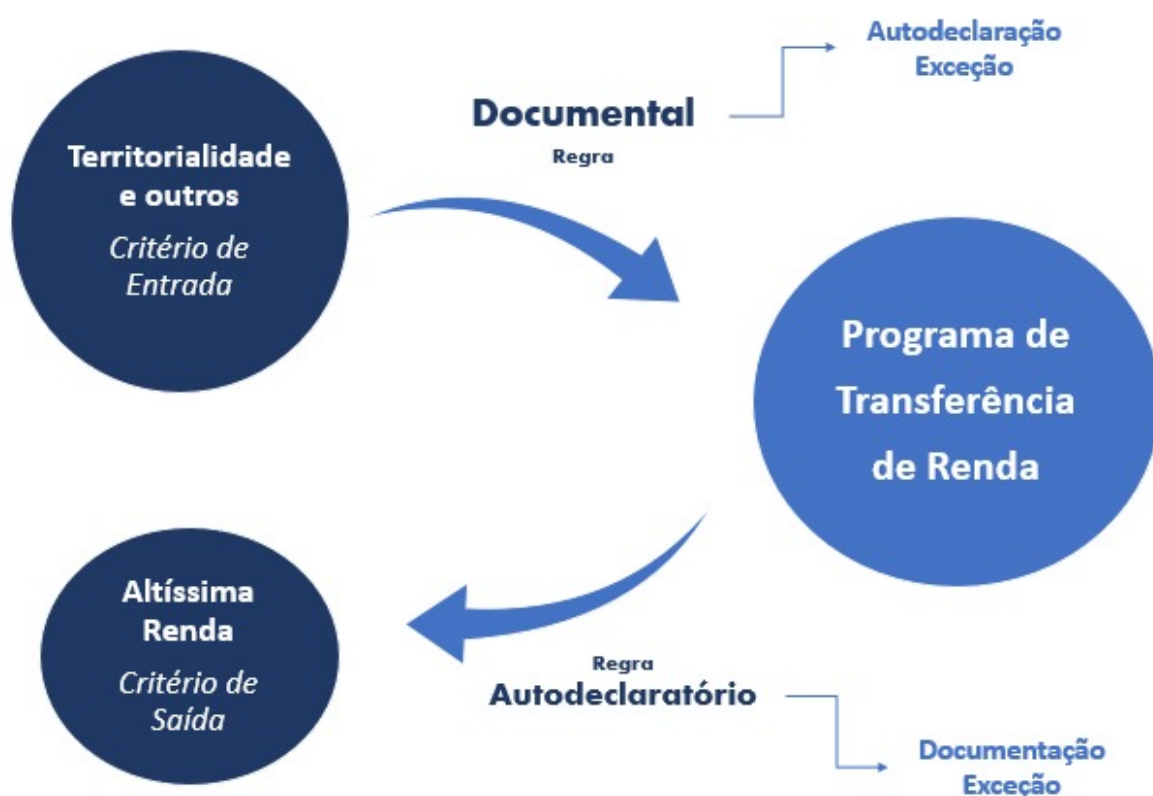 Autodeclaração
Exceção
Documental
Regra
Territorialidade
e outros
Critério de
Entrada
Programa de
Transferência
de Renda
Altíssima
Renda
Critério de
Saída
Regra
Autodeclaratório
Documentação
Exceção